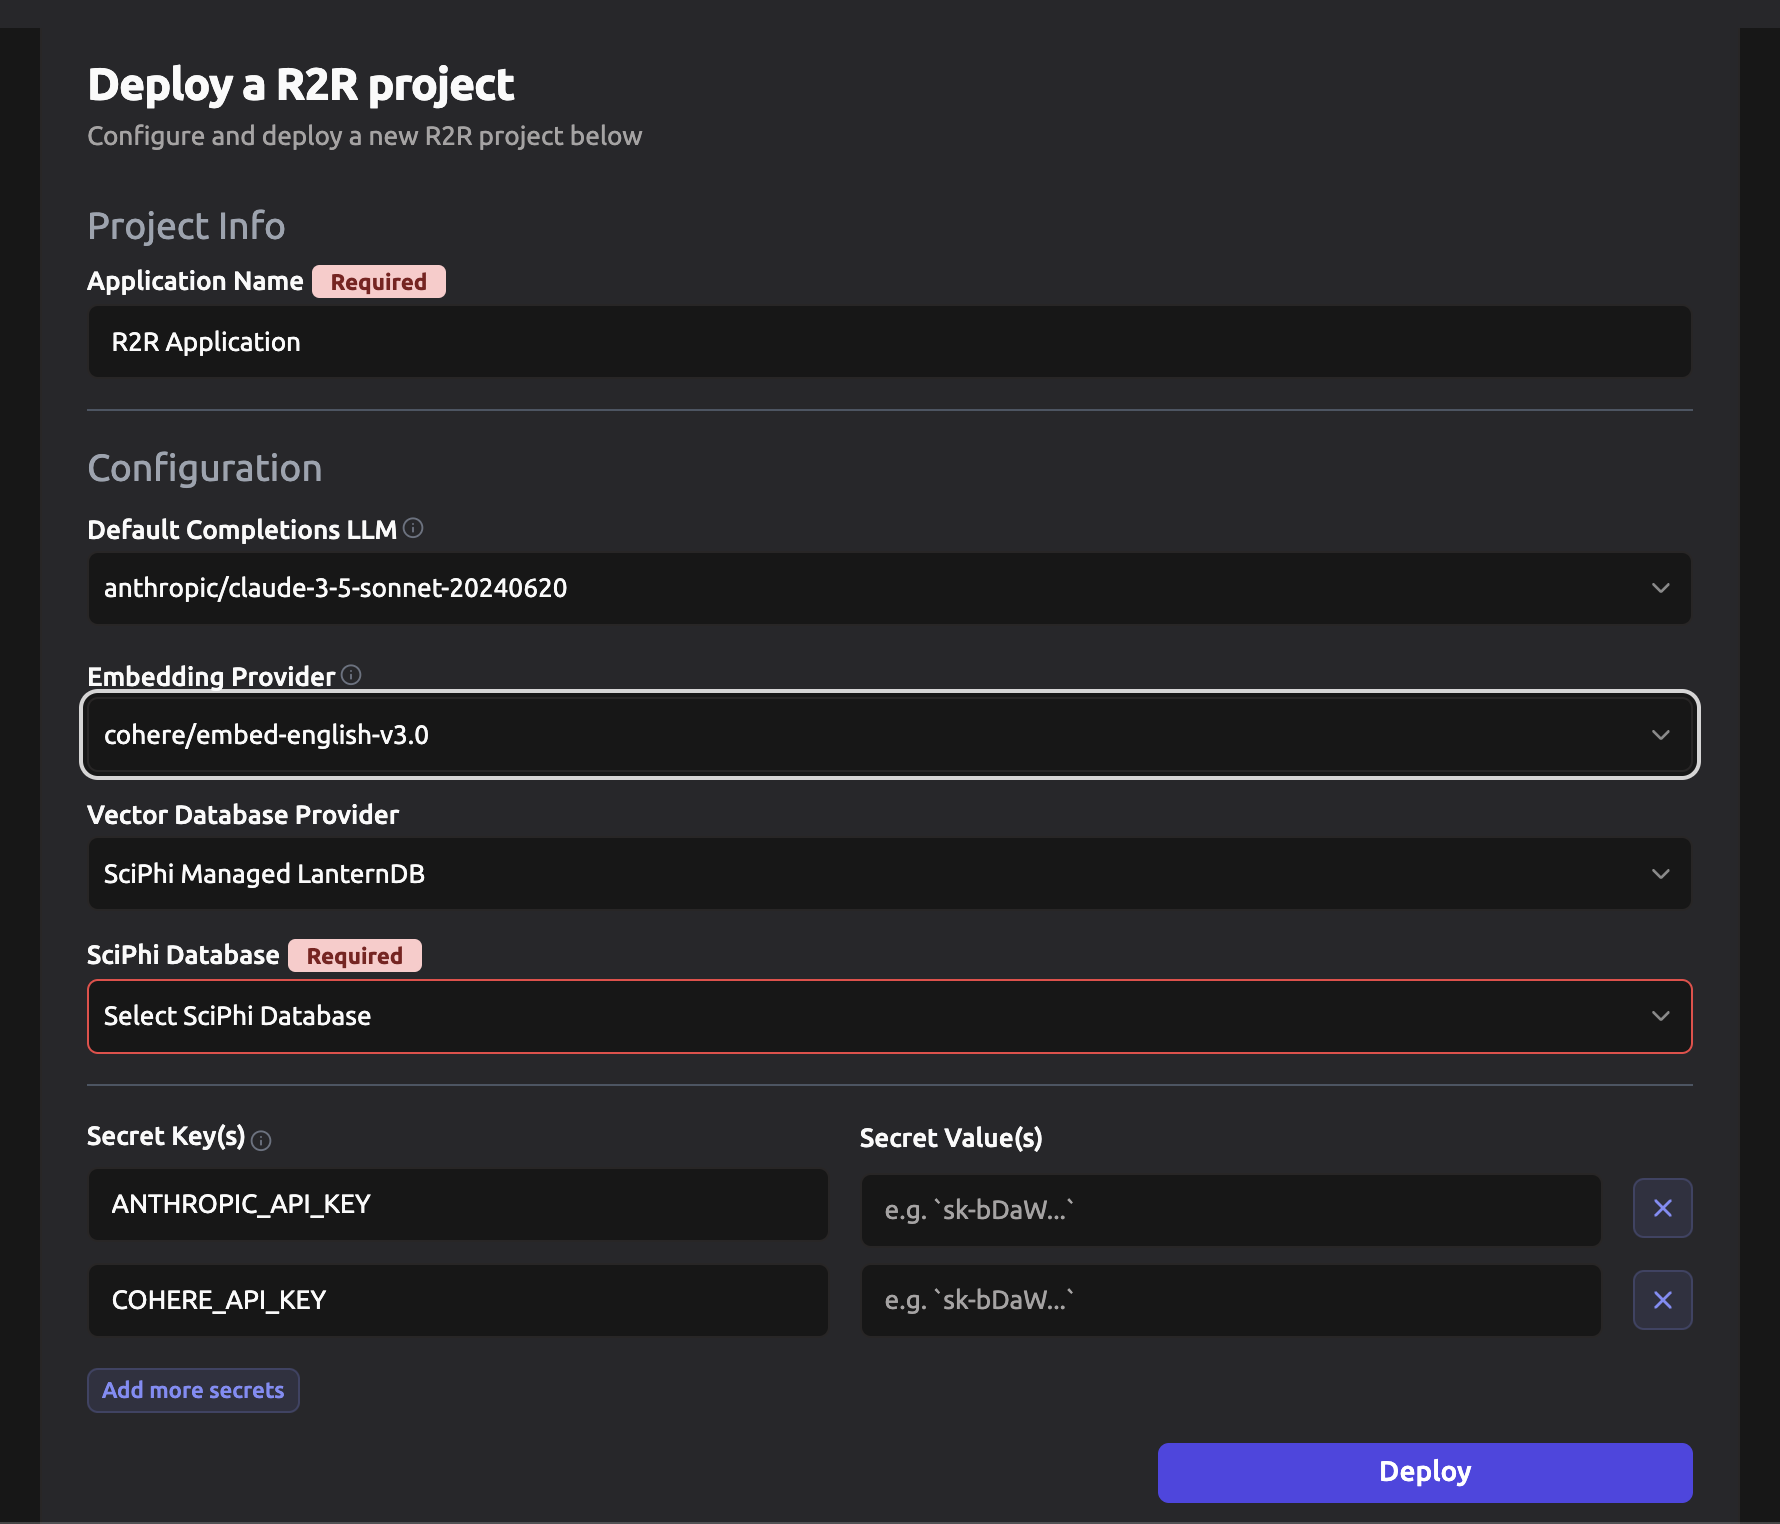 Deploy a R2R project
Configure and deploy a new R2R project below
Project Info
Application Name Required
R2R Application
Configuration
Default Completions LLM
anthropic/claude-3-5-sonnet-20240620
Embedding Provider
cohere/embed-english-v3.0
Vector Database Provider
SciPhi Managed LanternDB
SciPhi Database Required
Select SciPhi Database
Secret Key(s) Secret Value(s)
ANTHROPIC_API_KEY e.g. `sk-bDaW...`
COHERE_API_KEY e.g. `sk-bDaW...`
Add more secrets
Deploy